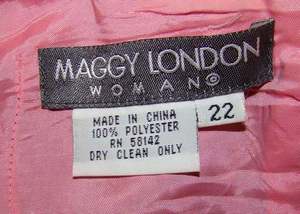 MAGGY LONDON
WOMAN©
22
MADE IN CHINA
100% POLYESTER
RN 58142
DRY CLEAN ONLY